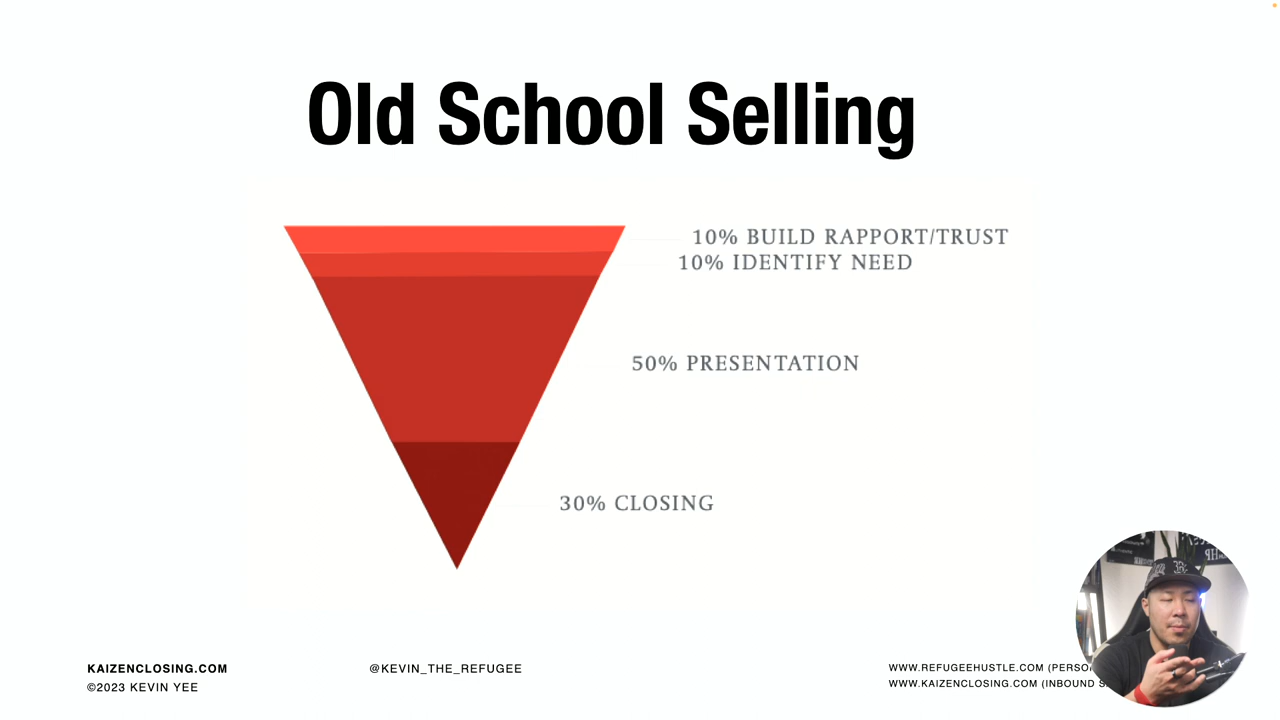 Old School Selling
10% BUILD RAPPORT/TRUST
10% IDENTIFY NEED
50% PRESENTATION
30% CLOSING
KAIZENCLOSING.COM
©2023 KEVIN YEE
@KEVIN_THE_REFUGEE
WWW.REFUGEEHUSTLE.COM
WWW.KAIZENCLOSING.COM (INBOUND